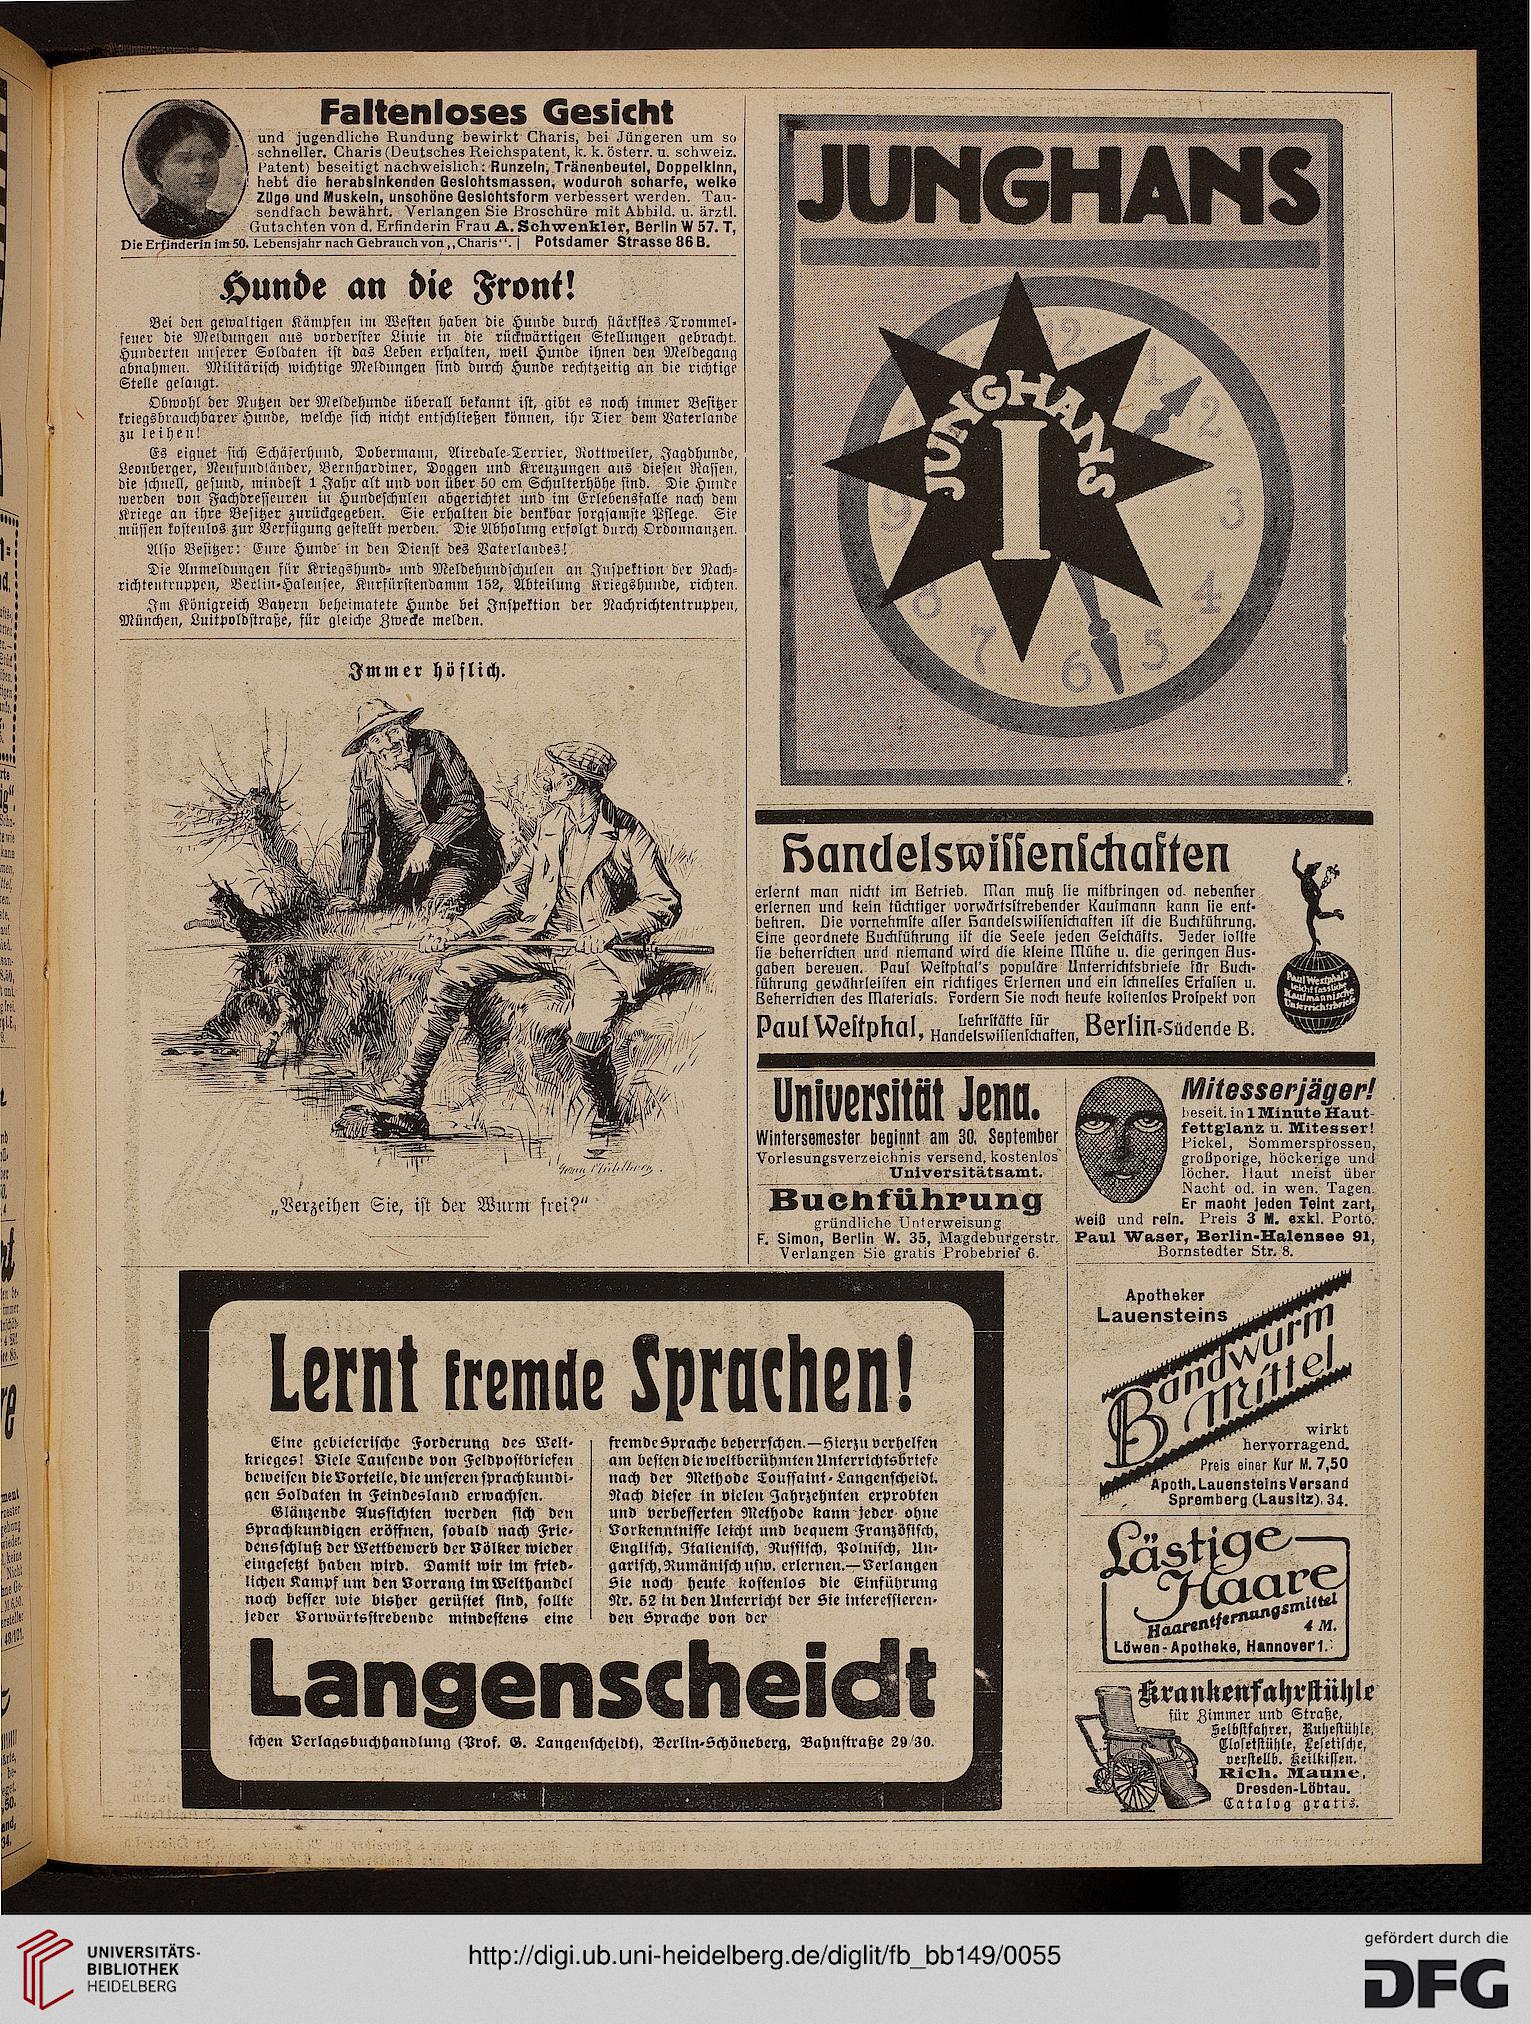 Faltenloses Gesicht
und jugendliche Rundung bewirkt Charis, bei Jüngeren um so
schneller. Charis (Deutsches Reichspatent, k. k. österr. u. schweiz.
Patent) beseitigt nachweislich: Runzeln, Tränenbeutel, Doppelkinn,
hebt die herabsinkenden Gesichtsmassen, wodurch scharfe, welke
Züge und Muskeln, unschöne Gesichtsform verbessert werden. Tau-
sendfach bewährt. Verlangen Sie Broschüre mit Abbild. u. ärztl.
Gutachten von d. Erfinderin Frau A. Schwenkler, Berlin W 57. T,
Die Erfinderin im 50. Lebensjahr nach Gebrauch von ,,Charis". | Potsdamer Strasse 86 B.
Hunde an die Front!
Bei den gewaltigen Kämpfen im Westen haben die Hunde durch stärkstes Trommel-
feuer die Meldungen aus vorderster Linie in die rückwärtigen Stellungen gebracht.
Hunderten unserer Soldaten ist das Leben erhalten, weil Hunde ihnen den Meldegang
abnahmen. Militärisch wichtige Meldungen sind durch Hunde rechtzeitig an die richtige
Stelle gelangt.
Obwohl der Nutzen der Meldehunde überall bekannt ist, gibt es noch immer Besitzer
kriegsbrauchbarer Hunde, welche sich nicht entschließen können, ihr Tier dem Vaterlande
zu leihen!
Es eignet sich Schäferhund, Dobermann, Airedale-Terrier, Rottweiler, Jagdhunde,
Leonberger, Neufundländer, Bernhardiner, Doggen und Kreuzungen aus diesen Rassen,
die schnell, gesund, mindest 1 Jahr alt und von über 50 cm Schulterhöhe sind. Die Hunde
werden von Fachdresseuren in Hundeschulen abgerichtet und im Erlebensfalle nach dem
Kriege an ihre Besitzer zurückgegeben. Sie erhalten die denkbar sorgsamste Pflege. Sie
müssen kostenlos zur Verfügung gestellt werden. Die Abholung erfolgt durch Ordonnanzen.
Also Besitzer: Eure Hunde in den Dienst des Vaterlandes!
Die Anmeldungen für Kriegshund- und Meldehundschulen an Inspektion der Nach-
richtentruppen, Berlin-Halensee, Kurfürstendamm 152, Abteilung Kriegshunde, richten.
Im Königreich Bayern beheimatete Hunde bei Inspektion der Nachrichtentruppen,
München, Luitpoldstraße, für gleiche Zwecke melden.
Immer höflich.
„Verzeihen Sie, ist der Wurm frei?"
JUNGHANS
JUNGHANS
12
1
2
3
4
5
6
7
8
9
Handelswissenschaften
erlernt man nicht im Betrieb. Man muß sie mitbringen od. nebenher
erlernen und kein tüchtiger vorwärtsstrebender Kaufmann kann sie ent-
behren. Die vornehmste aller Handelswissenschaften ist die Buchführung.
Eine geordnete Buchführung ist die Seele jeden Geschäfts. Jeder sollte
sie beherrschen und niemand wird die kleine Mühe u. die geringen Aus-
gaben bereuen. Paul Westphal's populäre Unterrichtsbriefe für Buch-
führung gewährleisten ein richtiges Erlernen und ein schnelles Erfassen u.
Beherrschen des Materials. Fordern Sie noch heute kostenlos Prospekt von
Paul Westphal, Lehrstätte für Handelswissenschaften, Berlin-Südende B.
Paul Westphal's
leicht fassliche
Kaufmännische
Unterrichtsbriefe
Universität Jena.
Wintersemester beginnt am 30. September
Vorlesungsverzeichnis versend. kostenlos
Universitätsamt.
Buchführung
gründliche Unterweisung
F. Simon, Berlin W. 35, Magdeburgerstr.
Verlangen Sie gratis Probebrief 6.
Mitesserjäger!
beseit. in 1 Minute Haut-
fettglanz u. Mitesser!
Pickel, Sommersprossen,
großporige, höckerige und
löcher. Haut meist über
Nacht od. in wen. Tagen.
Er macht jeden Teint zart,
weiß und rein. Preis 3 M. exkl. Porto.
Paul Waser, Berlin-Halensee 91,
Bornstedter Str. 8.
Lernt fremde Sprachen!
Eine gebieterische Forderung des Welt-
krieges! Viele Tausende von Feldpostbriefen
beweisen die Vorteile, die unseren sprachkundi-
gen Soldaten in Feindesland erwachsen.
Glänzende Aussichten werden sich den
Sprachkundigen eröffnen, sobald nach Frie-
densschluß der Wettbewerb der Völker wieder
eingesetzt haben wird. Damit wir im fried-
lichen Kampf um den Vorrang im Welthandel
noch besser wie bisher gerüstet sind, sollte
jeder Vorwärtsstrebende mindestens eine
fremde Sprache beherrschen.—Hierzu verhelfen
am besten die weltberühmten Unterrichtsbriefe
nach der Methode Toussaint-Langenscheidt.
Nach dieser in vielen Jahrzehnten erprobten
und verbesserten Methode kann jeder ohne
Vorkenntnisse leicht und bequem Französisch,
Englisch, Italienisch, Russisch, Polnisch, Un-
garisch, Rumänisch usw. erlernen.—Verlangen
Sie noch heute kostenlos die Einführung
Nr. 52 in den Unterricht der Sie interessieren-
den Sprache von der
Langenscheidt
schen Verlagsbuchhandlung (Prof. G. Langenscheidt), Berlin-Schöneberg, Bahnstraße 29/30.
Apotheker
Lauensteins
Bandwurm
Mittel
wirkt
hervorragend.
Preis einer Kur M. 7,50
Apoth. Lauensteins Versand
Spremberg (Lausitz). 34.
Lästige
Haare
Haarentfernungsmittel
4 M.
Löwen-Apotheke, Hannover 1.
Krankenfahrstühle
für Zimmer und Straße,
Selbstfahrer, Ruhestühle,
Closetstühle, Lesetische,
verstellb. Keilkissen.
Rich. Maune,
Dresden-Löbtau.
Catalog gratis.
UNIVERSITÄTS-
BIBLIOTHEK
HEIDELBERG
http://digi.ub.uni-heidelberg.de/diglit/fb_bb149/0055
gefördert durch die
DFG